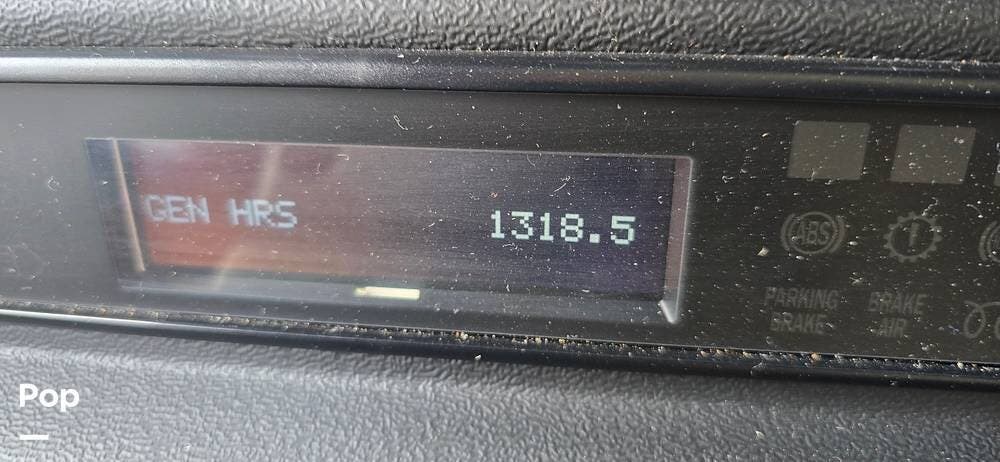 GEN HRS 1318.5
ABS
PARKING BRAKE
BRAKE AIR
Pop